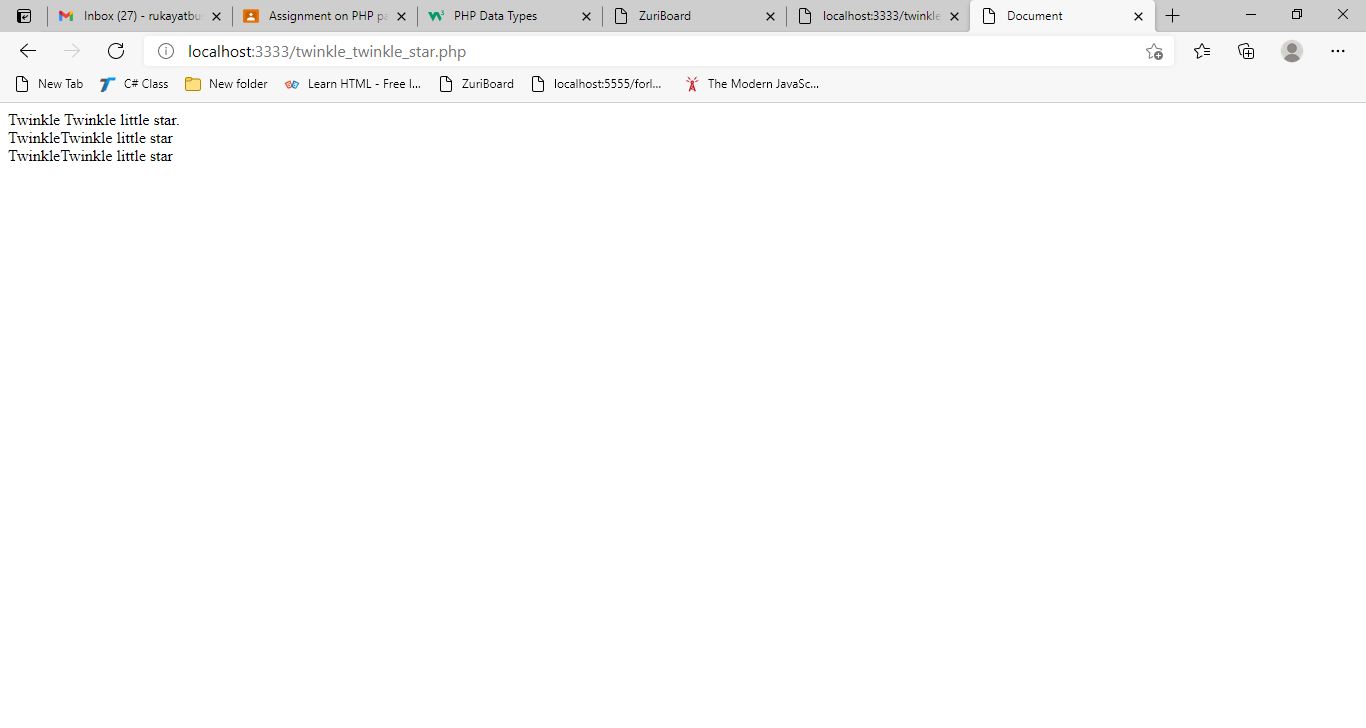 Inbox (27) - rukayatbu
Assignment on PHP pa
PHP Data Types
ZuriBoard
localhost:3333/twinkle
Document
localhost:3333/twinkle_twinkle_star.php
New Tab
C# Class
New folder
Learn HTML - Free I...
ZuriBoard
localhost:5555/forl...
The Modern JavaSc...
Twinkle Twinkle little star.
TwinkleTwinkle little star
TwinkleTwinkle little star